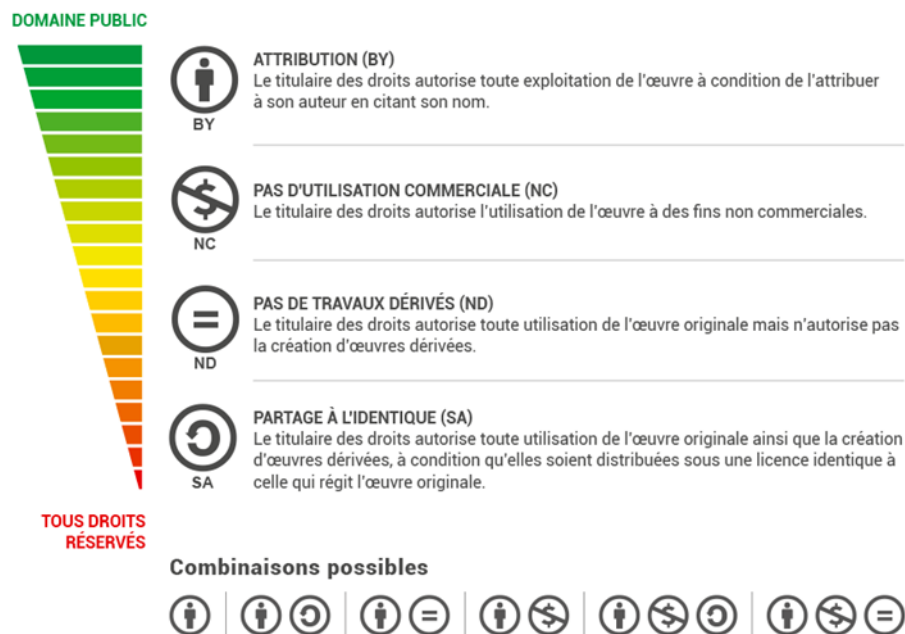 DOMAINE PUBLIC
ATTRIBUTION (BY)
Le titulaire des droits autorise toute exploitation de l'œuvre à condition de l'attribuer
à son auteur en citant son nom.
BY
PAS D'UTILISATION COMMERCIALE (NC)
Le titulaire des droits autorise l'utilisation de l'œuvre à des fins non commerciales.
NC
PAS DE TRAVAUX DÉRIVÉS (ND)
Le titulaire des droits autorise toute utilisation de l'œuvre originale mais n'autorise pas
la création d'œuvres dérivées.
ND
PARTAGE À L'IDENTIQUE (SA)
Le titulaire des droits autorise toute utilisation de l'œuvre originale ainsi que la création
d'œuvres dérivées, à condition qu'elles soient distribuées sous une licence identique à
celle qui régit l'œuvre originale.
SA
TOUS DROITS
RÉSERVÉS
Combinaisons possibles